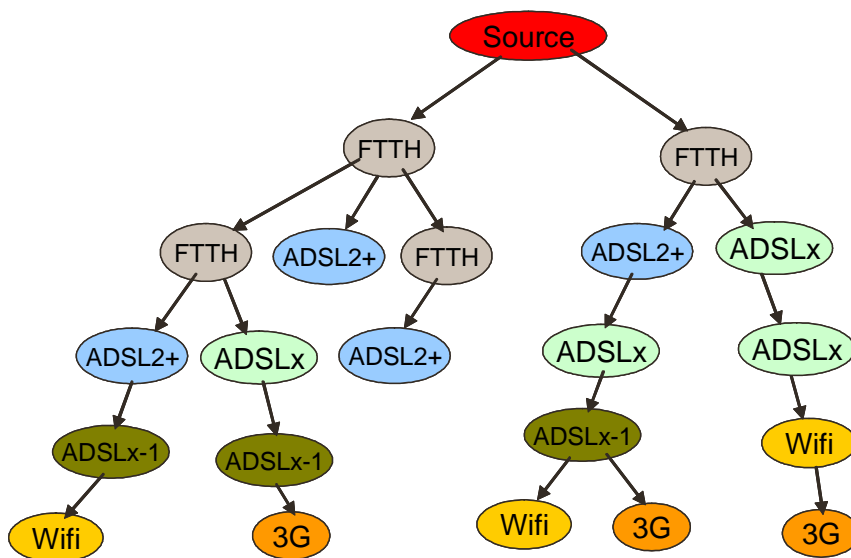 Source
FTTH
FTTH
FTTH
ADSL2+
FTTH
ADSL2+
ADSLx
ADSL2+
ADSLx
ADSL2+
ADSLx
ADSLx
ADSLx-1
ADSLx-1
ADSLx-1
Wifi
Wifi
3G
Wifi
3G
3G